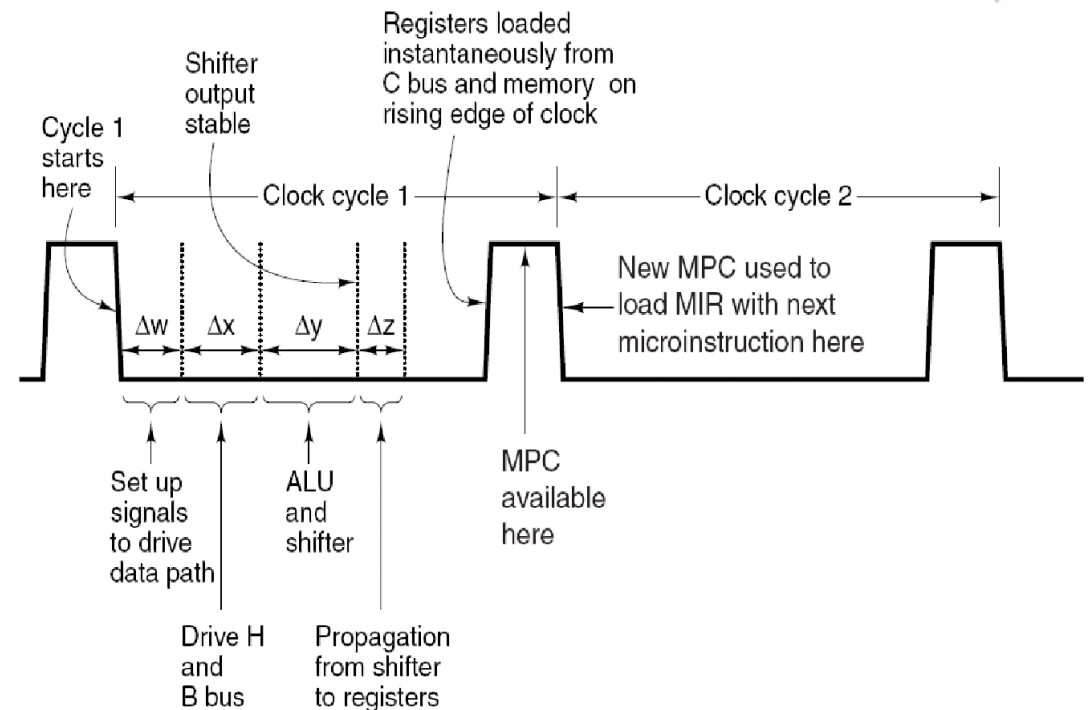 Registers loaded
instantaneously from
C bus and memory on
rising edge of clock
Shifter
output
stable
Cycle 1
starts
here
Clock cycle 1
Clock cycle 2
New MPC used to
load MIR with next
microinstruction here
Δw
Δx
Δy
Δz
MPC
available
here
Set up
signals
to drive
data path
ALU
and
shifter
Drive H
and
B bus
Propagation
from shifter
to registers